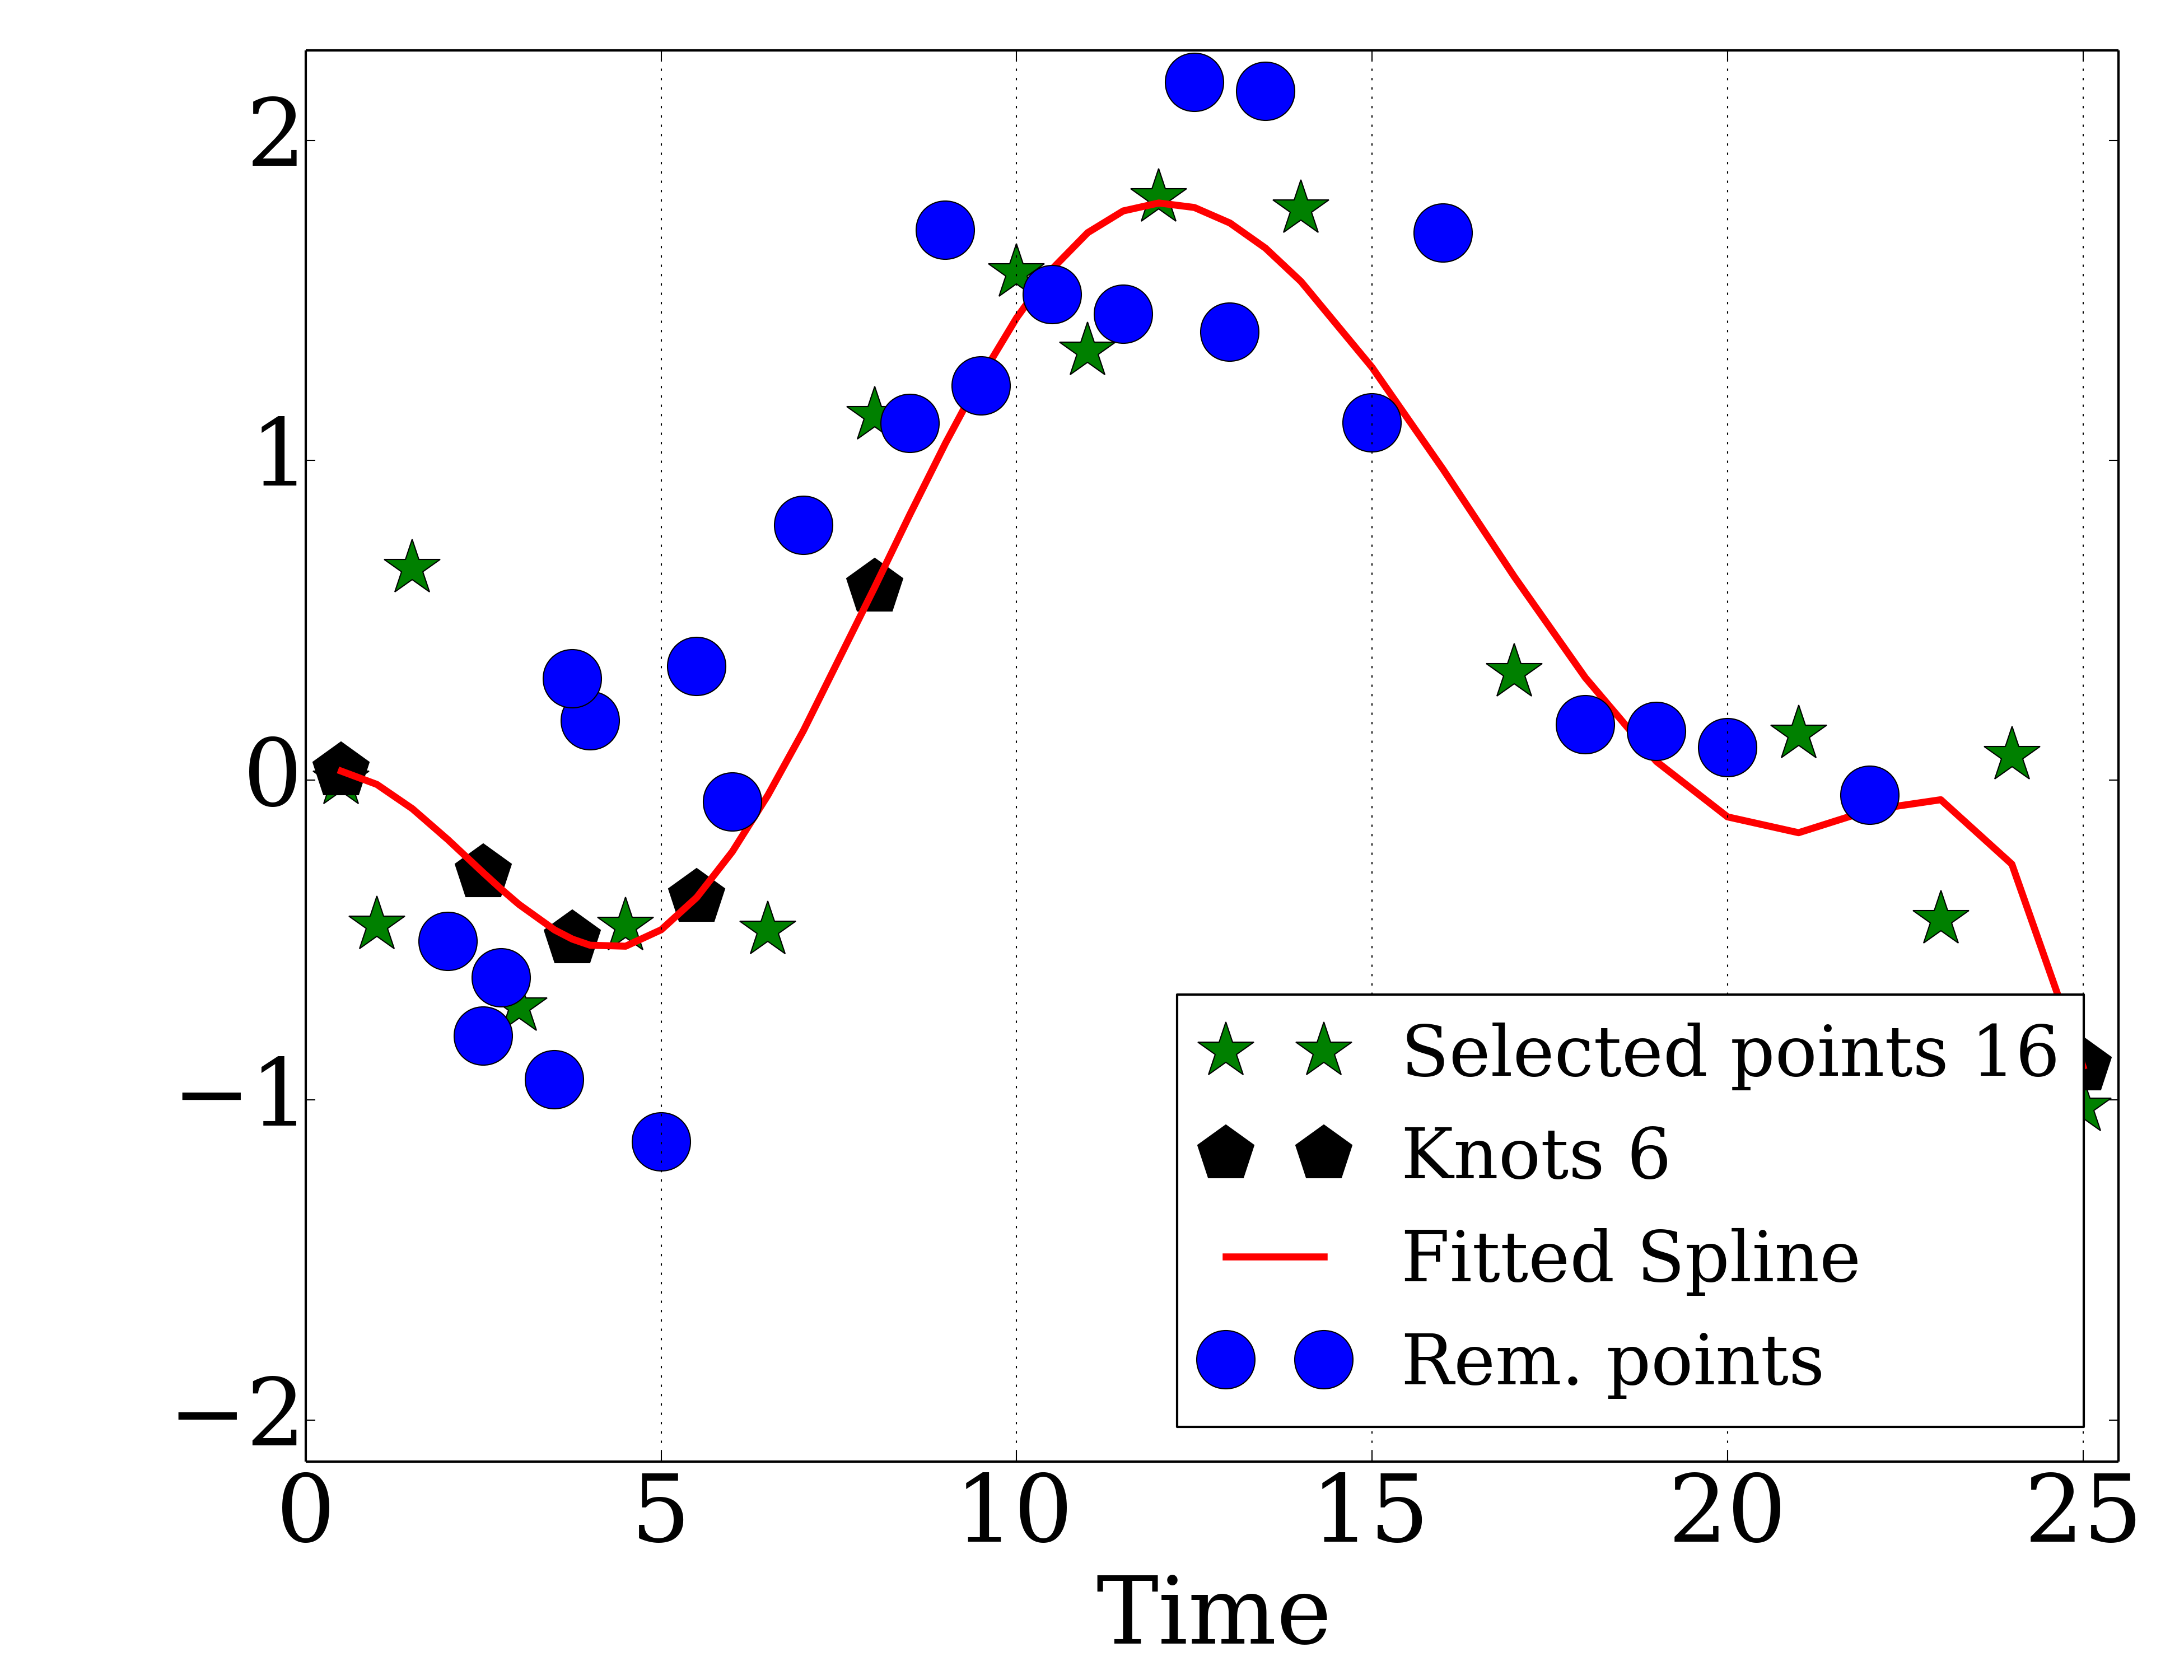 2
1
0
−1
−2
0 5 10 15 20 25
Time
Selected points 16
Knots 6
Fitted Spline
Rem. points